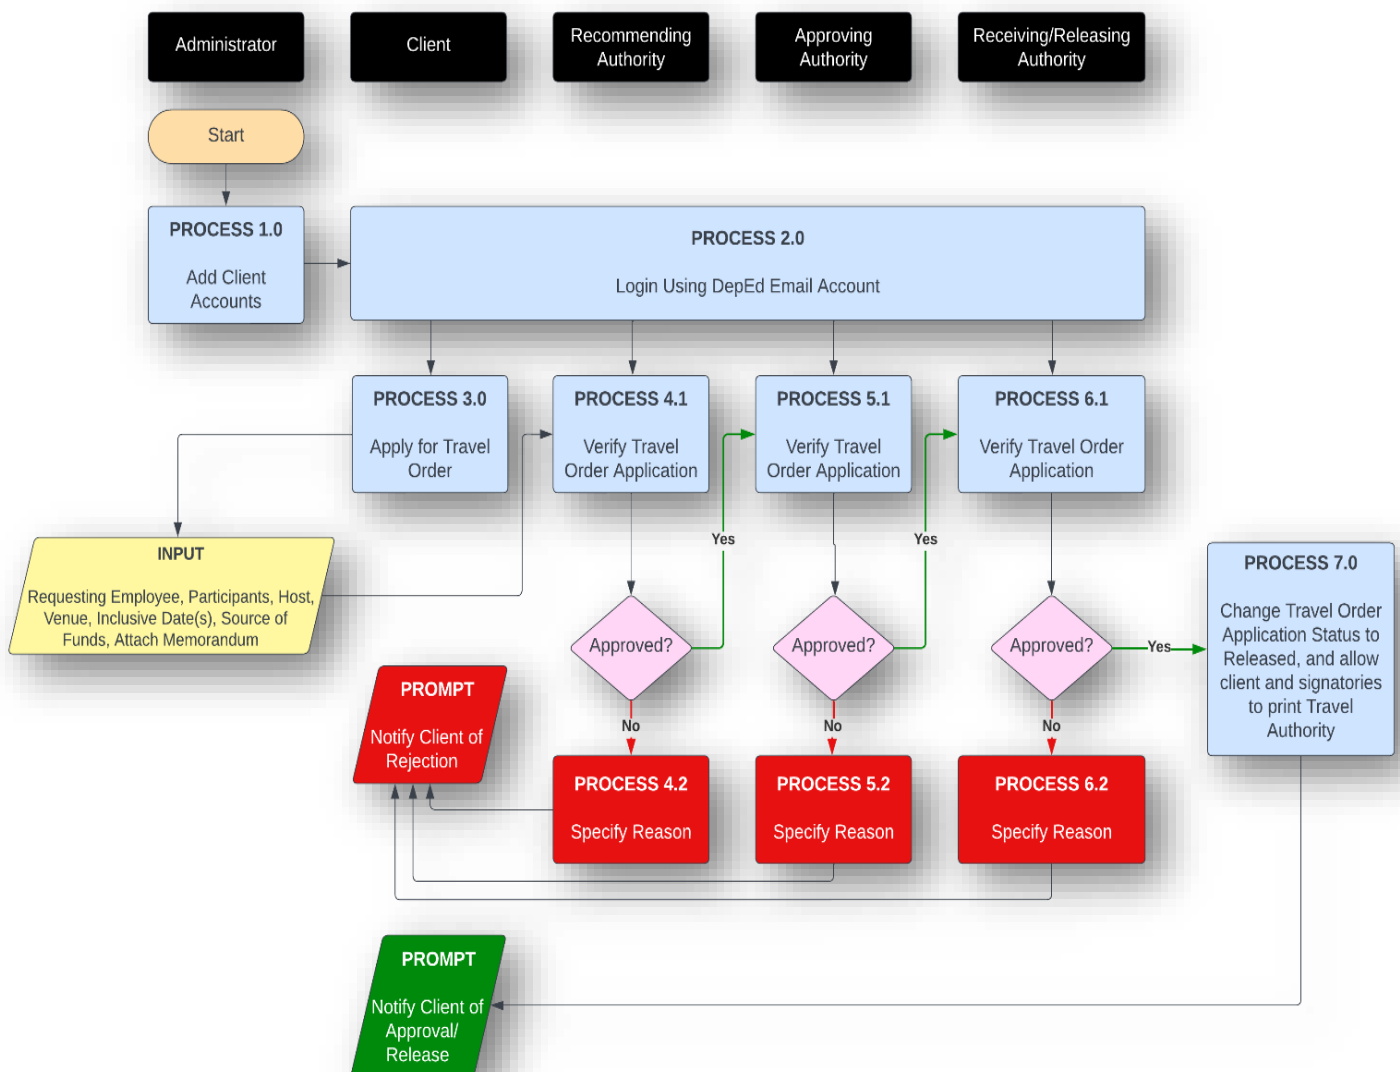 Administrator
Client
Recommending
Authority
Approving
Authority
Receiving/Releasing
Authority
Start
PROCESS 1.0
Add Client
Accounts
PROCESS 2.0
Login Using DepEd Email Account
PROCESS 3.0
Apply for Travel
Order
PROCESS 4.1
Verify Travel
Order Application
PROCESS 5.1
Verify Travel
Order Application
PROCESS 6.1
Verify Travel Order
Application
Yes
Yes
INPUT
Requesting Employee, Participants, Host,
Venue, Inclusive Date(s), Source of
Funds, Attach Memorandum
Approved?
Approved?
Approved?
Yes
PROCESS 7.0
Change Travel Order
Application Status to
Released, and allow
client and signatories
to print Travel
Authority
No
No
No
PROMPT
Notify Client of
Rejection
PROCESS 4.2
Specify Reason
PROCESS 5.2
Specify Reason
PROCESS 6.2
Specify Reason
PROMPT
Notify Client of
Approval/
Release